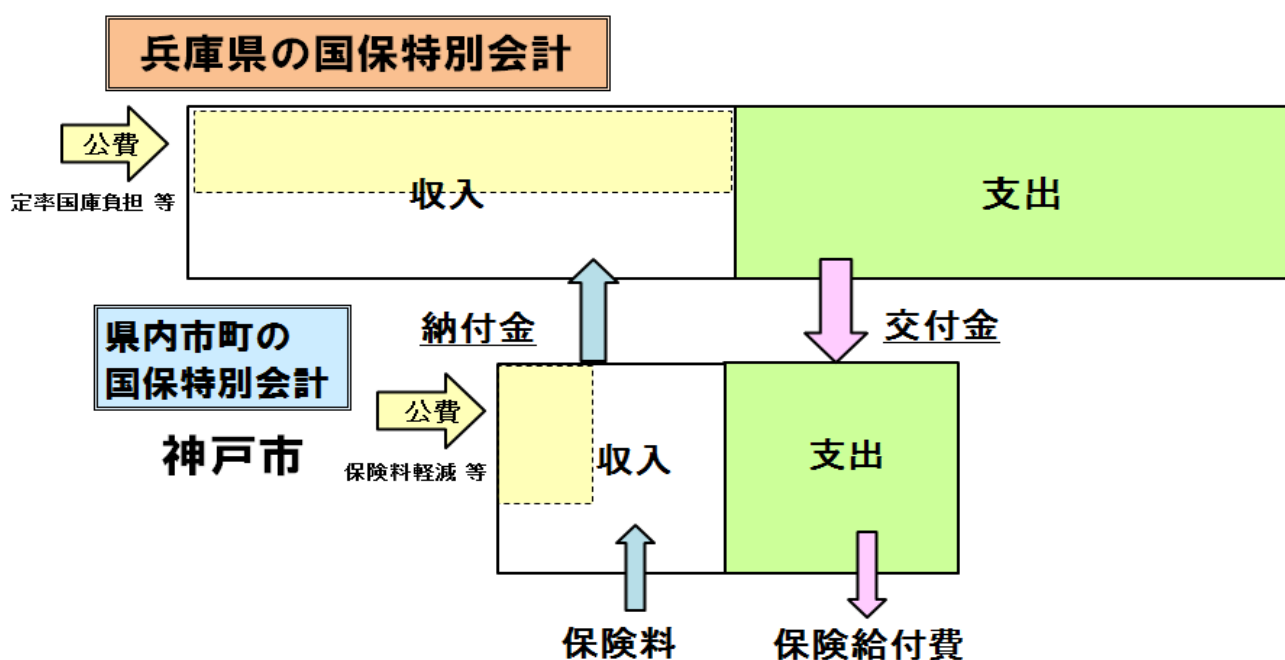 兵庫県の国保特別会計
公費
定率国庫負担 等
収入
支出
納付金
交付金
県内市町の
国保特別会計
神戸市
公費
保険料軽減 等
収入
支出
保険料
保険給付費